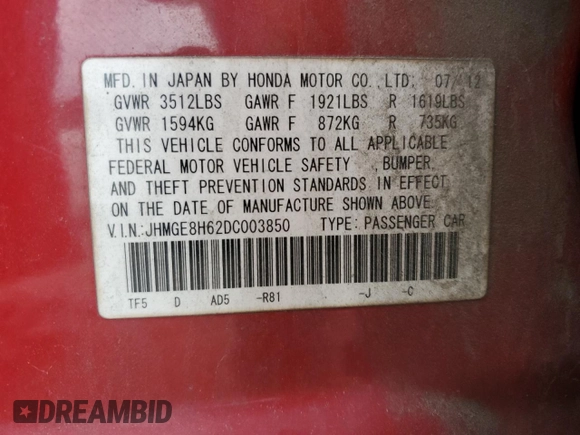 MFD. IN JAPAN BY HONDA MOTOR CO.,LTD. 07/12
GVWR 3512LBS GAWR F 1921LBS R 1619LBS
GVWR 1594KG GAWR F 872KG R 735KG
THIS VEHICLE CONFORMS TO ALL APPLICABLE
FEDERAL MOTOR VEHICLE SAFETY ,BUMPER,
AND THEFT PREVENTION STANDARDS IN EFFECT
ON THE DATE OF MANUFACTURE SHOWN ABOVE.
V.I.N:JHMGE8H62DC003850 TYPE: PASSENGER CAR
TF5 D AD5 -R81 -J -C
DREAMBID